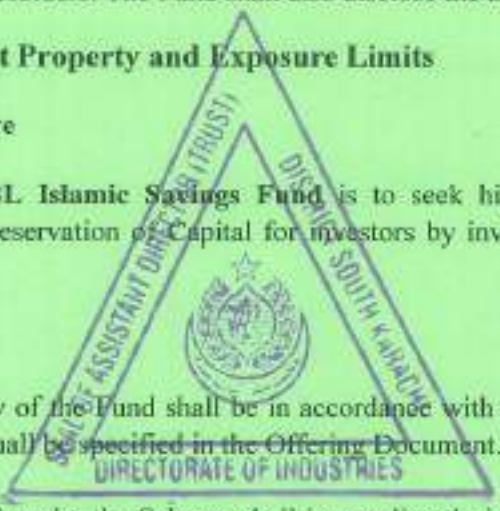 t Property and Exposure Limits
BL Islamic Savings Fund is to seek hi
eservation of Capital for investors by inv
y of the Fund shall be in accordance with
hall be specified in the Offering Document.
SEAL OF ASSISTANT DIRECTOR (TRUST)
DISTRICT SOUTH KARACHI
DIRECTORATE OF INDUSTRIES